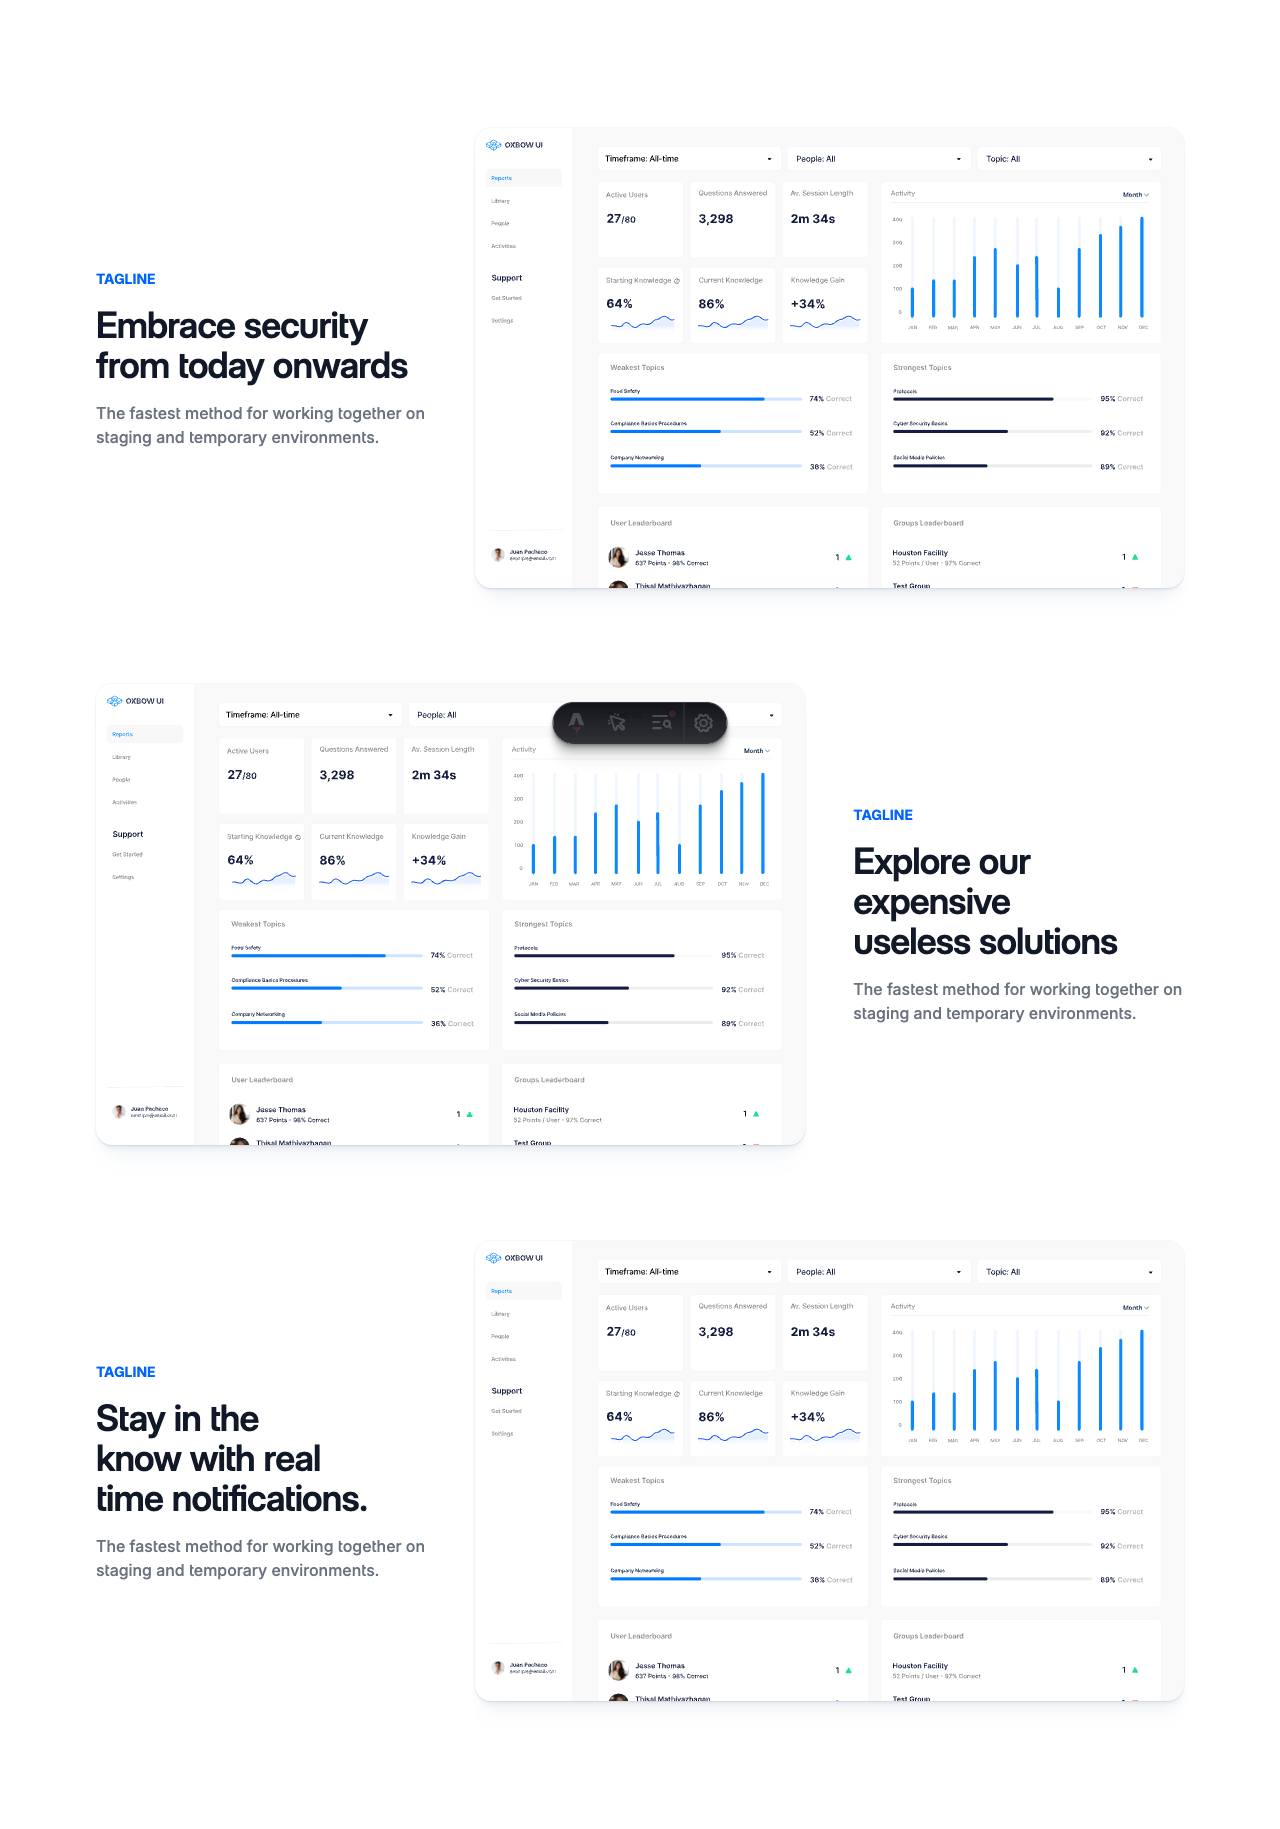 OXBOW UI
Timeframe: All-time
People: All
Topic: All
Reports
Library
People
Activities
Support
Get Started
Settings
Active Users
27/80
Questions Answered
3,298
Av. Session Length
2m 34s
Starting Knowledge
64%
Current Knowledge
86%
Knowledge Gain
+34%
Activity
Month
400
300
200
100
0
JAN FEB MAR APR MAY JUN JUL AUG SEP OCT NOV DEC
Weakest Topics
Food Safety
74% Correct
Compliance Basics Procedures
52% Correct
Company Networking
36% Correct
Strongest Topics
Protocols
95% Correct
Cyber Security Basics
92% Correct
Social Media Policies
89% Correct
User Leaderboard
Jesse Thomas
637 Points - 98% Correct
1
Thisal Mathiyazhagan
Groups Leaderboard
Houston Facility
52 Points / User - 97% Correct
1
Test Group
Juan Pacheco
TAGLINE
Embrace security
from today onwards
The fastest method for working together on
staging and temporary environments.
OXBOW UI
Timeframe: All-time
People: All
Reports
Library
People
Activities
Support
Get Started
Settings
Active Users
27/80
Questions Answered
3,298
Av. Session Length
2m 34s
Starting Knowledge
64%
Current Knowledge
86%
Knowledge Gain
+34%
Activity
Month
400
300
200
100
0
JAN FEB MAR APR MAY JUN JUL AUG SEP OCT NOV DEC
Weakest Topics
Food Safety
74% Correct
Compliance Basics Procedures
52% Correct
Company Networking
36% Correct
Strongest Topics
Protocols
95% Correct
Cyber Security Basics
92% Correct
Social Media Policies
89% Correct
User Leaderboard
Jesse Thomas
637 Points - 98% Correct
1
Thisal Mathiyazhagan
Groups Leaderboard
Houston Facility
52 Points / User - 97% Correct
1
Test Group
Juan Pacheco
TAGLINE
Explore our
expensive
useless solutions
The fastest method for working together on
staging and temporary environments.
OXBOW UI
Timeframe: All-time
People: All
Topic: All
Reports
Library
People
Activities
Support
Get Started
Settings
Active Users
27/80
Questions Answered
3,298
Av. Session Length
2m 34s
Starting Knowledge
64%
Current Knowledge
86%
Knowledge Gain
+34%
Activity
Month
400
300
200
100
0
JAN FEB MAR APR MAY JUN JUL AUG SEP OCT NOV DEC
Weakest Topics
Food Safety
74% Correct
Compliance Basics Procedures
52% Correct
Company Networking
36% Correct
Strongest Topics
Protocols
95% Correct
Cyber Security Basics
92% Correct
Social Media Policies
89% Correct
User Leaderboard
Jesse Thomas
637 Points - 98% Correct
1
Thisal Mathiyazhagan
Groups Leaderboard
Houston Facility
52 Points / User - 97% Correct
1
Test Group
Juan Pacheco
TAGLINE
Stay in the
know with real
time notifications.
The fastest method for working together on
staging and temporary environments.